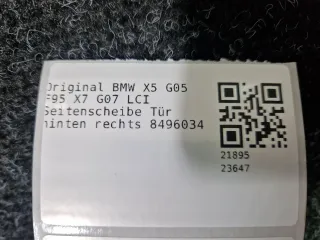 Original BMW X5 G05
F95 X7 G07 LCI
Seitenscheibe Tür
hinten rechts 8496034
21895
23647